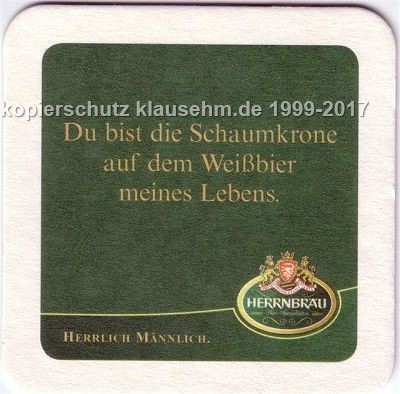 kopierschutz klausehm.de 1999-2017
Du bist die Schaumkrone
auf dem Weißbier
meines Lebens.
HERRNBRÄU
HERRLICH MÄNNLICH.